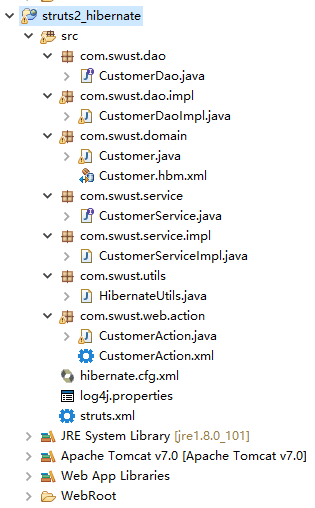 struts2_hibernate
src
com.swust.dao
CustomerDao.java
com.swust.dao.impl
CustomerDaoImpl.java
com.swust.domain
Customer.java
Customer.hbm.xml
com.swust.service
CustomerService.java
com.swust.service.impl
CustomerServiceImpl.java
com.swust.utils
HibernateUtils.java
com.swust.web.action
CustomerAction.java
CustomerAction.xml
hibernate.cfg.xml
log4j.properties
struts.xml
JRE System Library [jre1.8.0_101]
Apache Tomcat v7.0 [Apache Tomcat v7.0]
Web App Libraries
WebRoot